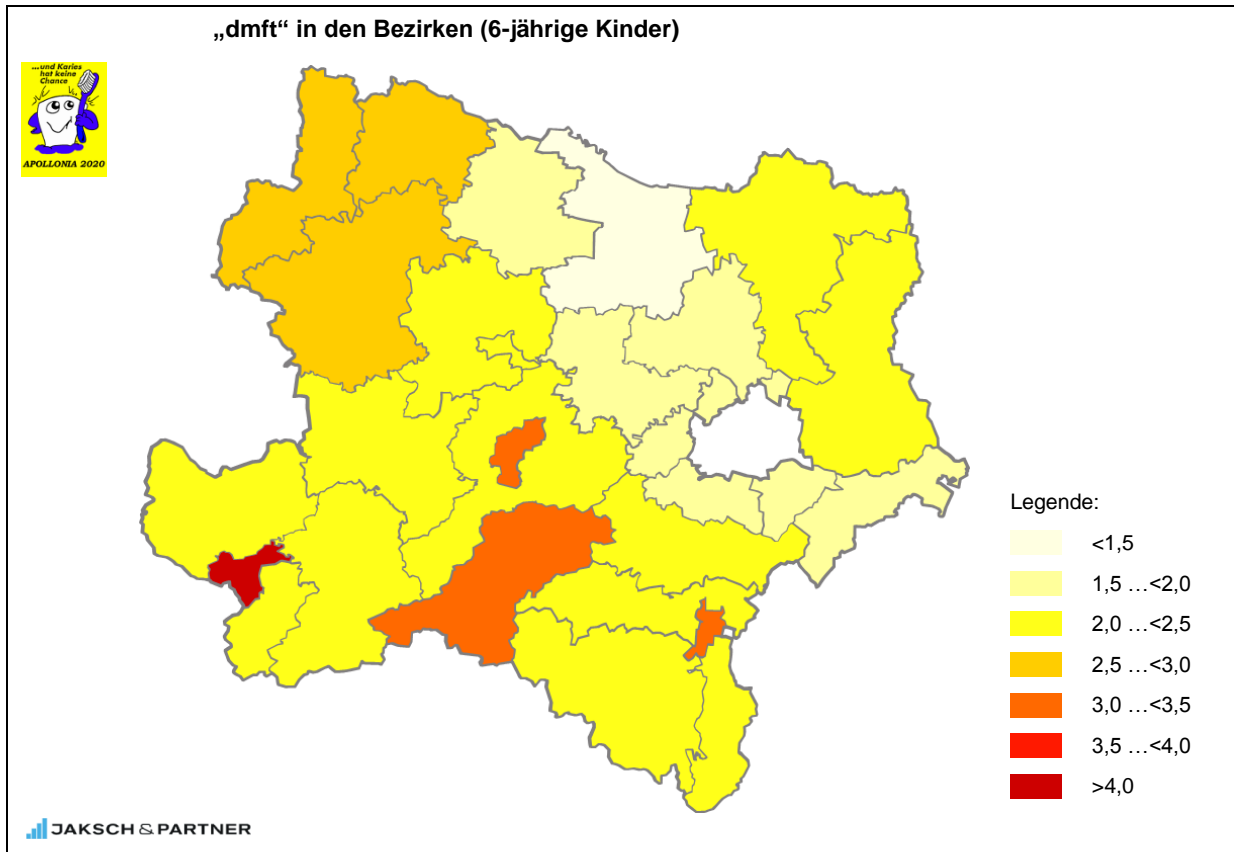 „dmft“ in den Bezirken (6-jährige Kinder)
...und Karies
hat keine
Chance
APOLLONIA 2020
Legende:
<1,5
1,5 …<2,0
2,0 …<2,5
2,5 …<3,0
3,0 …<3,5
3,5 …<4,0
>4,0
JAKSCH & PARTNER